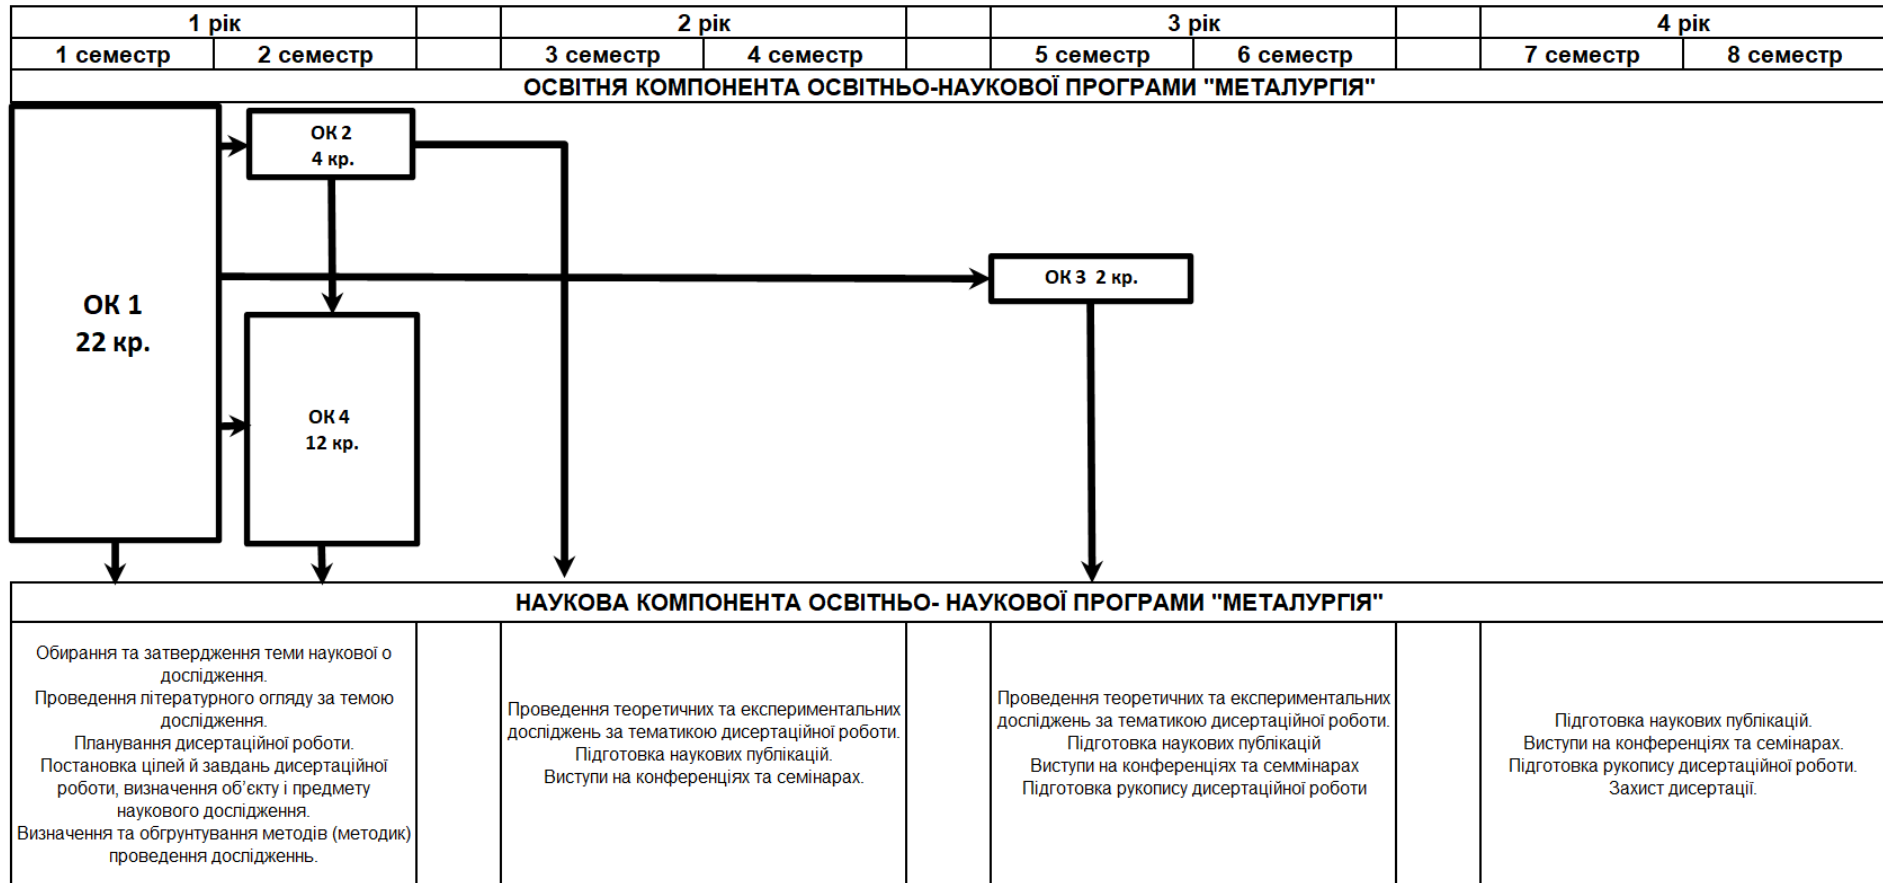 1 рік
2 рік
3 рік
4 рік
1 семестр
2 семестр
3 семестр
4 семестр
5 семестр
6 семестр
7 семестр
8 семестр
ОСВІТНЯ КОМПОНЕНТА ОСВІТНЬО-НАУКОВОЇ ПРОГРАМИ "МЕТАЛУРГІЯ"
ОК 1
22 кр.
ОК 2
4 кр.
ОК 3 2 кр.
ОК 4
12 кр.
НАУКОВА КОМПОНЕНТА ОСВІТНЬО- НАУКОВОЇ ПРОГРАМИ "МЕТАЛУРГІЯ"
Обирання та затвердження теми наукової о
дослідження.
Проведення літературного огляду за темою
дослідження.
Планування дисертаційної роботи.
Постановка цілей й завдань дисертаційної
роботи, визначення об'єкту і предмету
наукового дослідження.
Визначення та обгрунтування методів (методик)
проведення дослідженнь.
Проведення теоретичних та експериментальних
досліджень за тематикою дисертаційної роботи.
Підготовка наукових публікацій.
Виступи на конференціях та семінарах.
Проведення теоретичних та експериментальних
досліджень за тематикою дисертаційної роботи.
Підготовка наукових публікацій
Виступи на конференціях та семмінарах
Підготовка рукопису дисертаційної роботи
Підготовка наукових публікацій.
Виступи на конференціях та семінарах.
Підготовка рукопису дисертаційної роботи.
Захист дисертації.